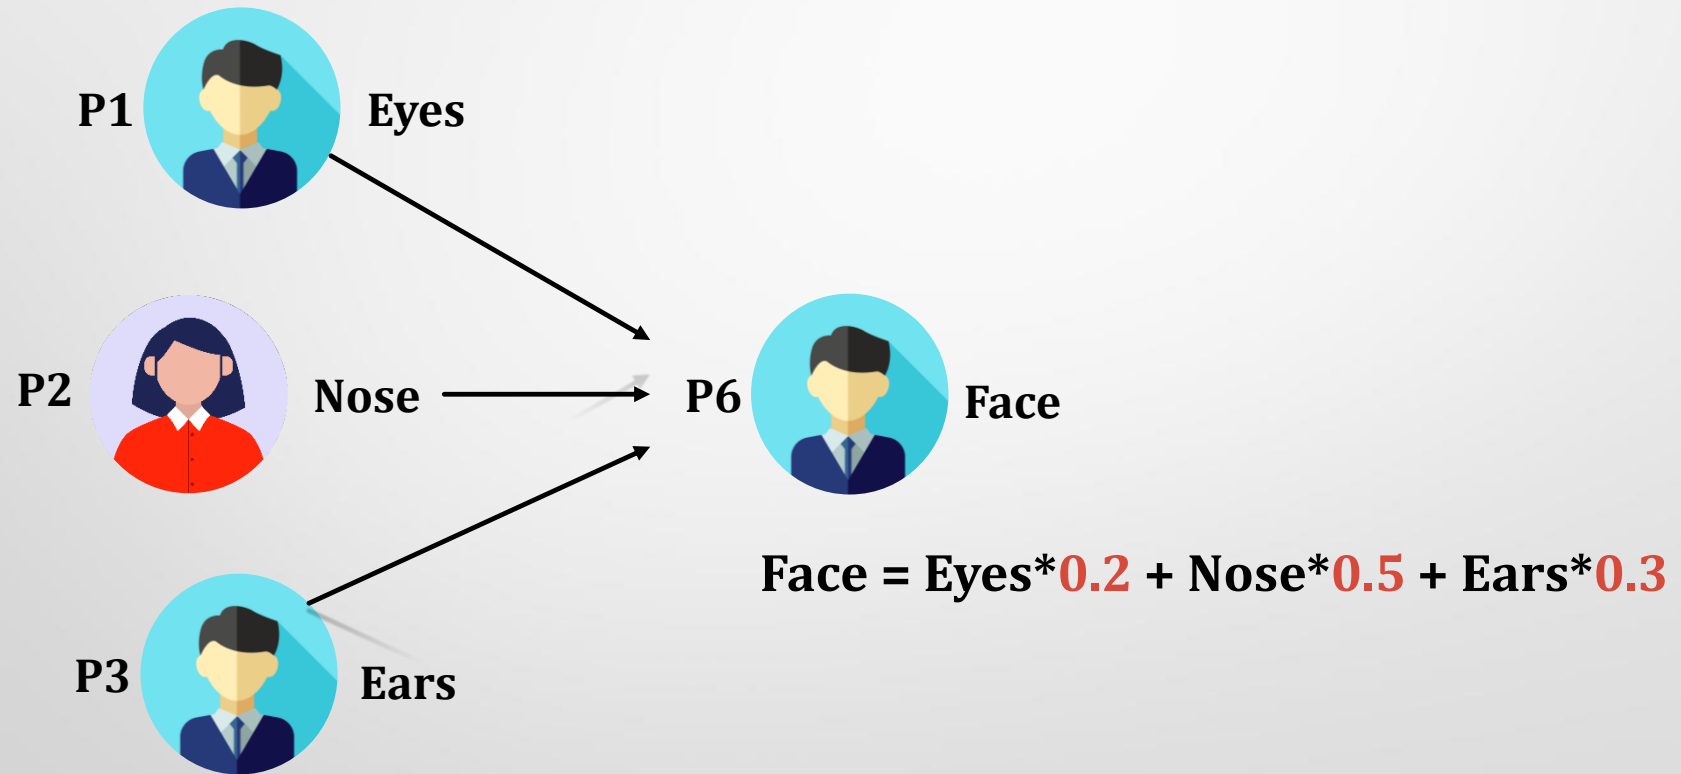 P1 Eyes
P2 Nose
P6 Face
Face = Eyes*0.2 + Nose*0.5 + Ears*0.3
P3 Ears